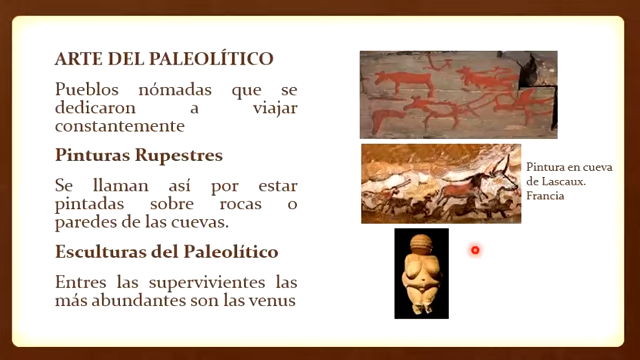 ARTE DEL PALEOLÍTICO
Pueblos nómadas que se
dedicaron a viajar
constantemente
Pinturas Rupestres
Se llaman así por estar
pintadas sobre rocas o
paredes de las cuevas.
Esculturas del Paleolítico
Entres las supervivientes las
más abundantes son las venus
Pintura en cueva
de Lascaux.
Francia